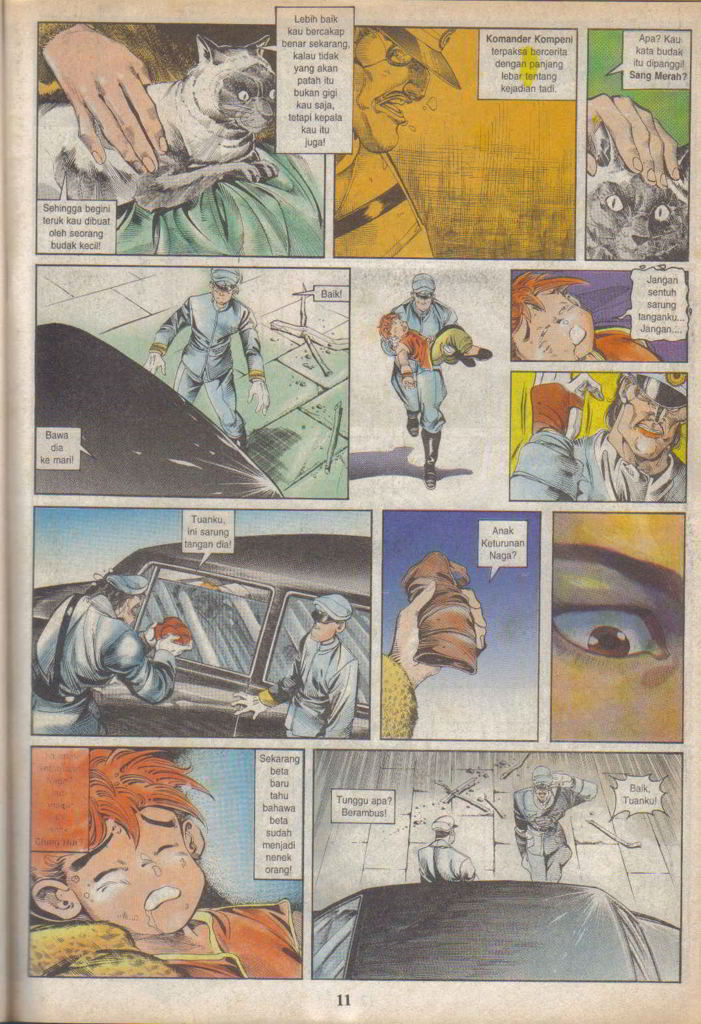 Lebih baik
kau bercakap
benar sekarang,
kalau tidak
yang akan
patah itu
bukan gigi
kau saja,
tetapi kepala
kau itu
juga!
Sehingga begini
teruk kau dibuat
oleh seorang
budak kecil!
Komander Kompeni
terpaksa bercerita
dengan panjang
lebar tentang
kejadian tadi.
Apa? Kau
kata budak
itu dipanggil
Sang Merah?
Baik!
Bawa
dia
ke mari!
Jangan
sentuh
sarung
tanganku...
Jangan....
Tuanku,
ini sarung
tangan dia!
Anak
Keturunan
Naga?
Sekarang
beta
baru
tahu
bahawa
beta
sudah
menjadi
nenek
orang!
Tunggu apa?
Berambus!
Baik,
Tuanku!
11